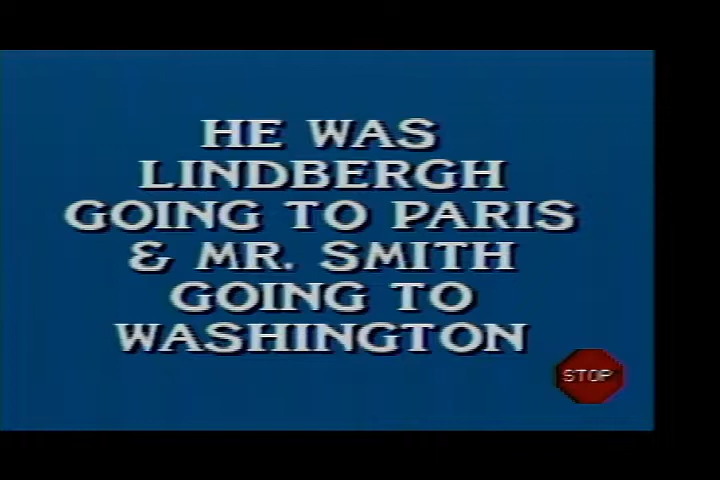 HE WAS
LINDBERGH
GOING TO PARIS
& MR. SMITH
GOING TO
WASHINGTON
STOP